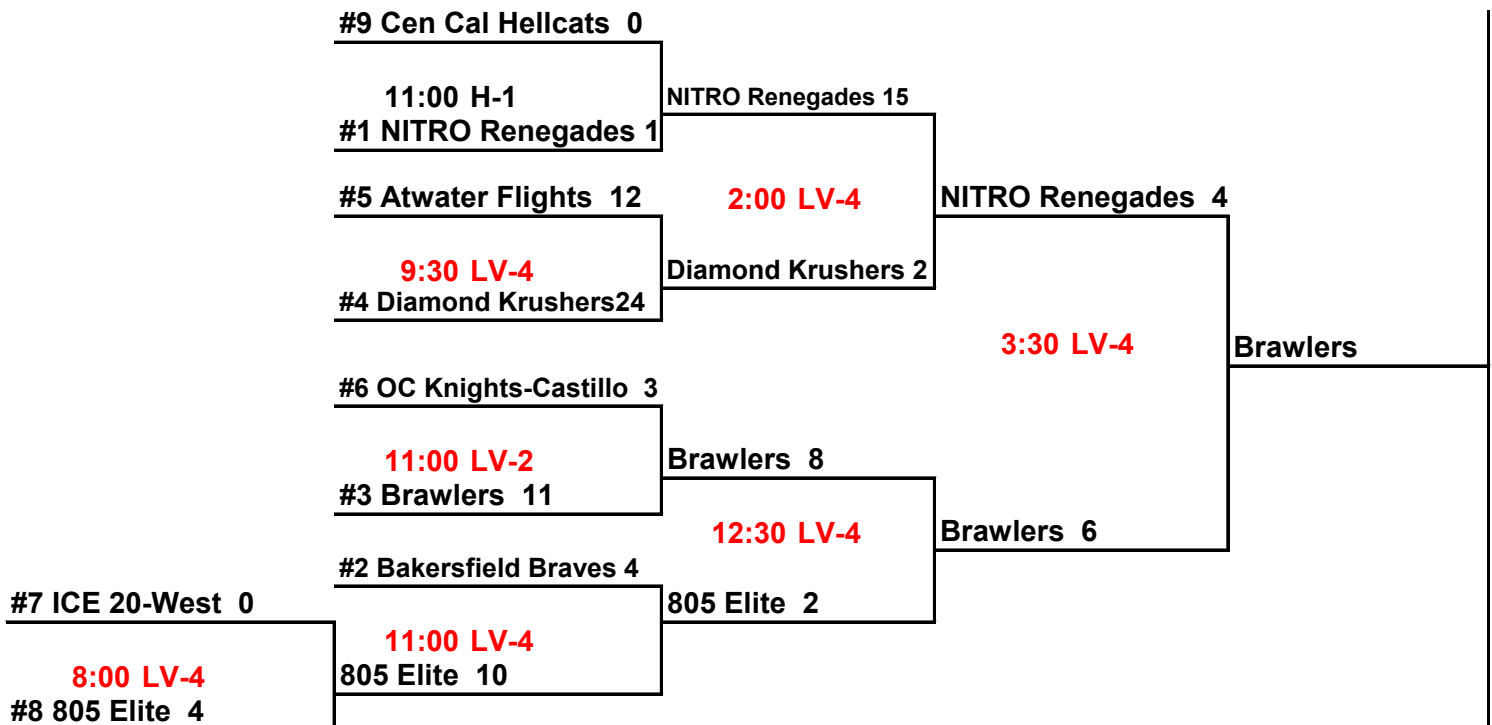 #9 Cen Cal Hellcats 0
11:00 H-1
#1 NITRO Renegades 1
NITRO Renegades 15
#5 Atwater Flights 12
2:00 LV-4
NITRO Renegades 4
9:30 LV-4
#4 Diamond Krushers24
Diamond Krushers 2
3:30 LV-4
Brawlers
#6 OC Knights-Castillo 3
11:00 LV-2
#3 Brawlers 11
Brawlers 8
12:30 LV-4
Brawlers 6
#2 Bakersfield Braves 4
805 Elite 2
#7 ICE 20-West 0
11:00 LV-4
805 Elite 10
8:00 LV-4
#8 805 Elite 4